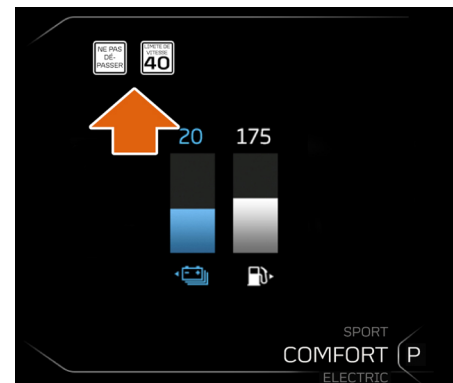 NE PAS
DÉ-
PASSER
LIMITE DE
VITESSE
40
20 175
SPORT
COMFORT P
ELECTRIC